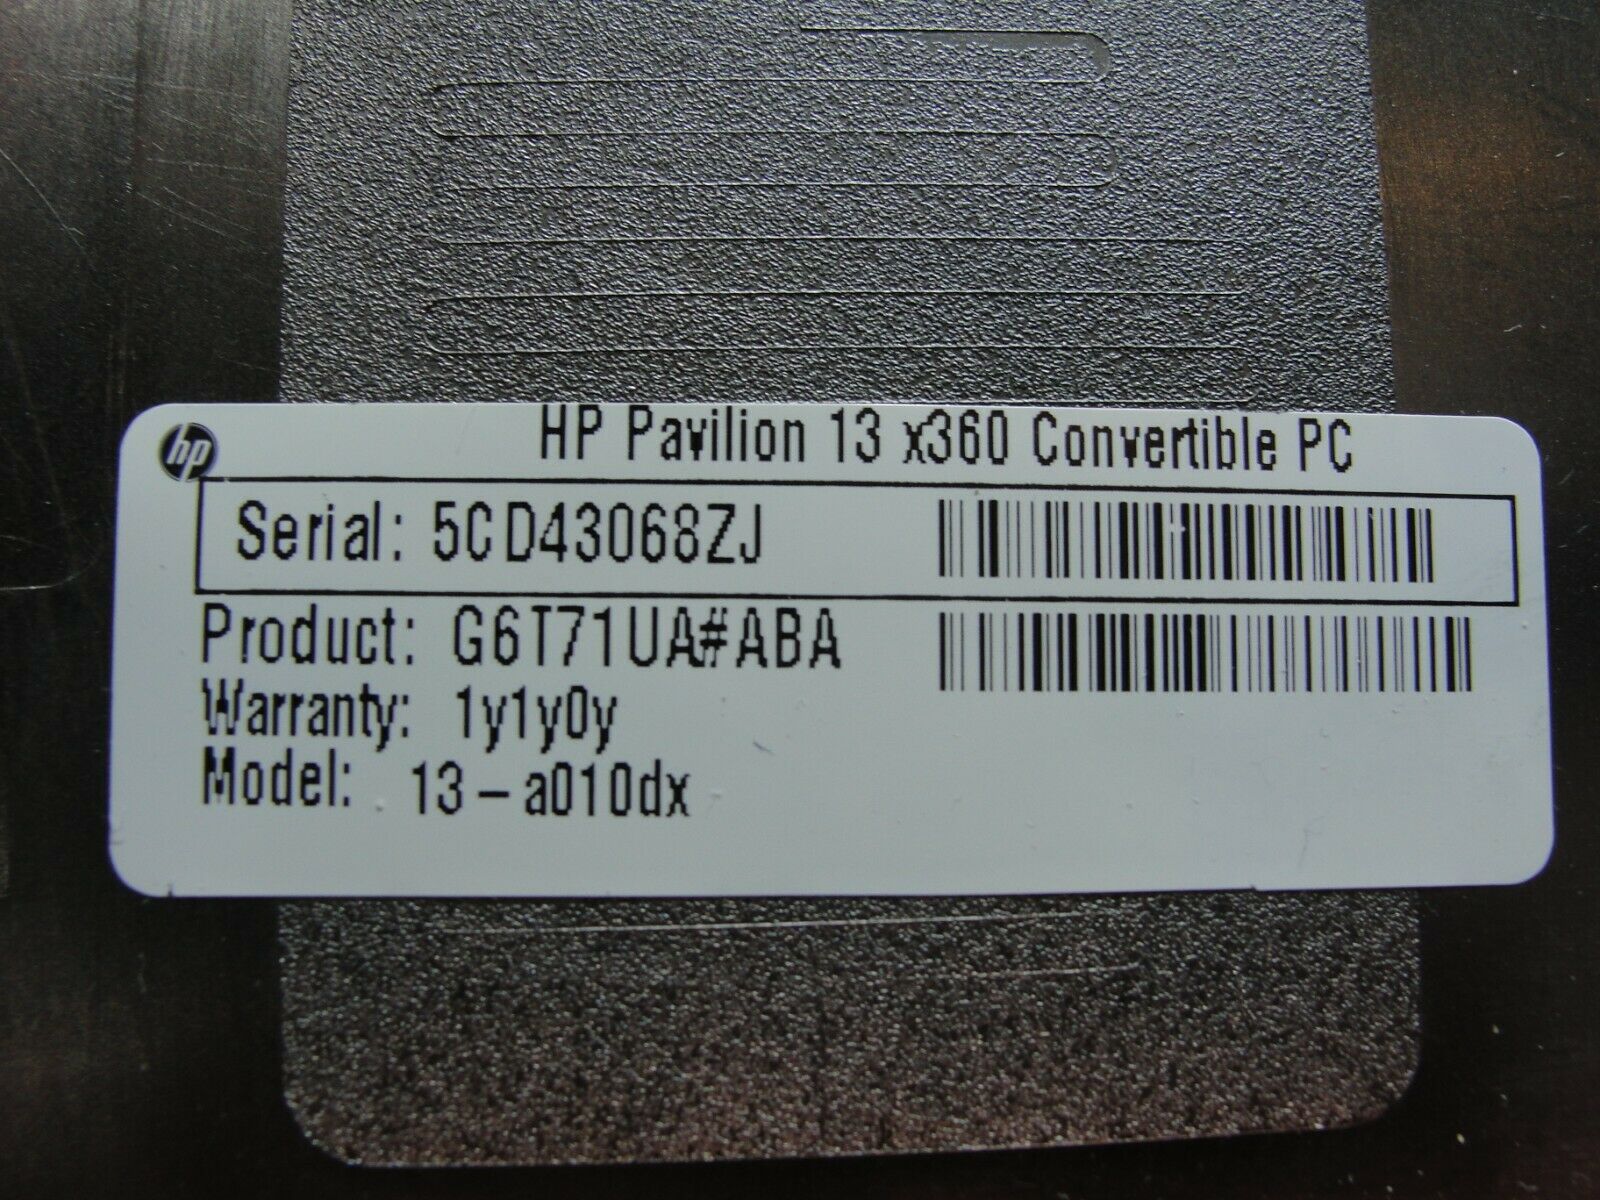 HP Pavilion 13 x360 Convertible PC
hp
Serial: 5CD43068ZJ
Product: G6T71UA#ABA
Warranty: 1y1y0y
Model: 13-a010dx